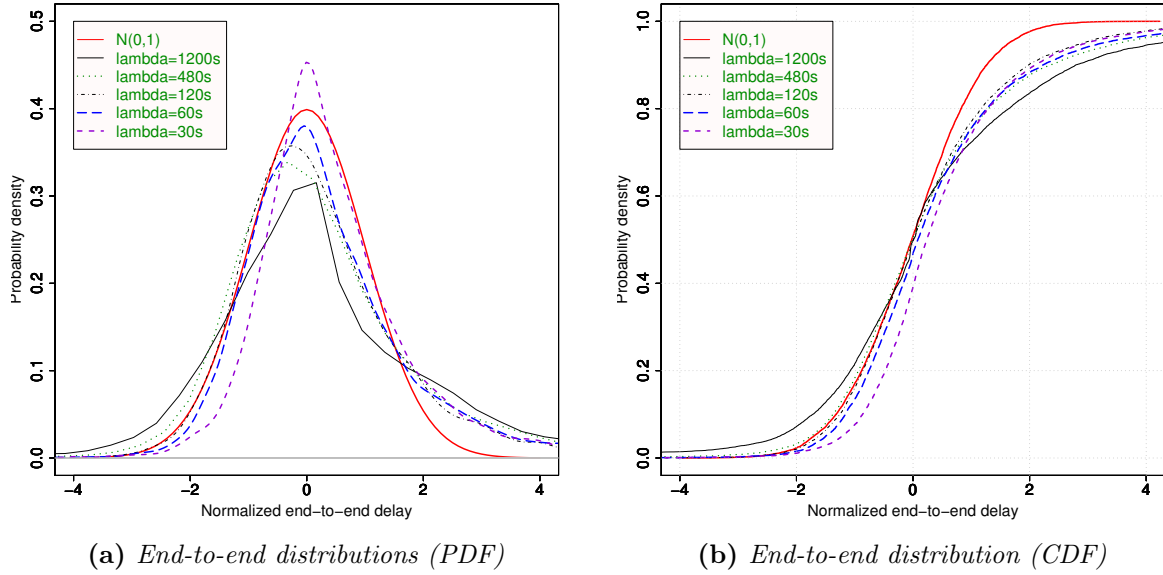 0.5
0.4
0.3
0.2
0.1
0.0
Probability density
N(0,1)
lambda=1200s
lambda=480s
lambda=120s
lambda=60s
lambda=30s
−4 −2 0 2 4
Normalized end−to−end delay
(a) End-to-end distributions (PDF)
1.0
0.8
0.6
0.4
0.2
0.0
Probability density
N(0,1)
lambda=1200s
lambda=480s
lambda=120s
lambda=60s
lambda=30s
−4 −2 0 2 4
Normalized end−to−end delay
(b) End-to-end distribution (CDF)